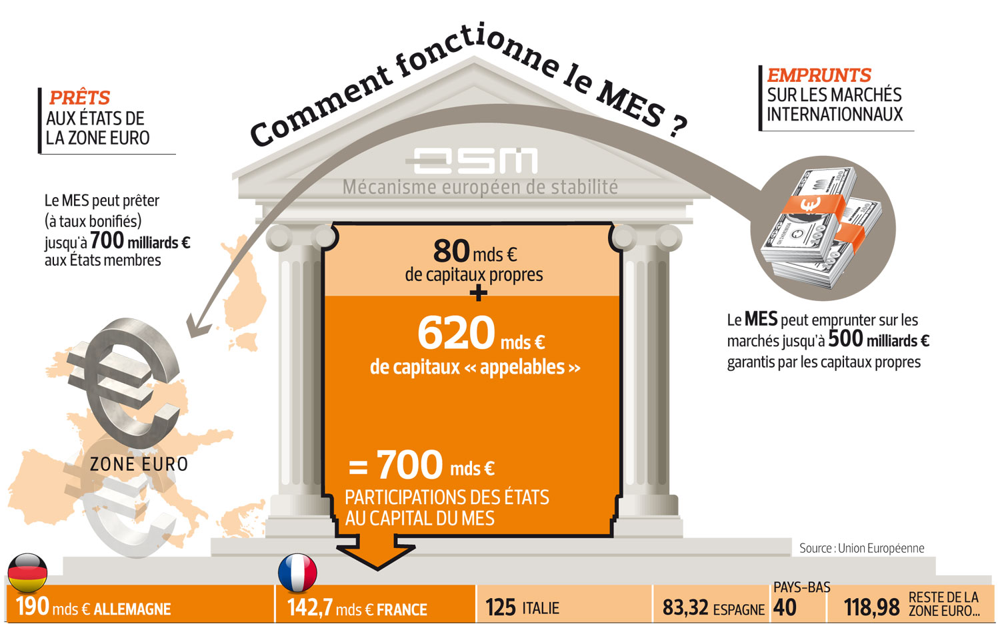 Comment fonctionne le MES ?
PRÊTS
AUX ÉTATS DE
LA ZONE EURO
Le MES peut prêter
(à taux bonifiés)
jusqu'à 700 milliards €
aux États membres
ZONE EURO
esm
Mécanisme européen de stabilité
80 mds €
de capitaux propres
+
620 mds €
de capitaux « appelables »
= 700 mds €
PARTICIPATIONS DES ÉTATS
AU CAPITAL DU MES
EMPRUNTS
SUR LES MARCHÉS
INTERNATIONNAUX
€
100
100
100
Le MES peut emprunter sur les
marchés jusqu'à 500 milliards €
garantis par les capitaux propres
Source : Union Européenne
190 mds € ALLEMAGNE
142,7 mds € FRANCE
125 ITALIE
83,32 ESPAGNE
PAYS-BAS
40
118,98 RESTE DE LA
ZONE EURO...